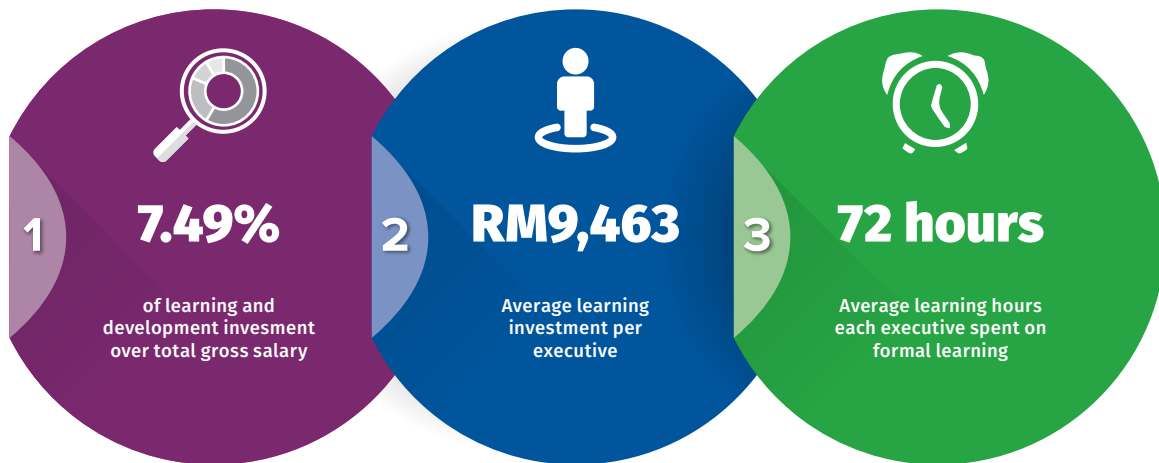 1
7.49%
of learning and
development invesment
over total gross salary
2
RM9,463
Average learning
investment per
executive
3
72 hours
Average learning hours
each executive spent on
formal learning